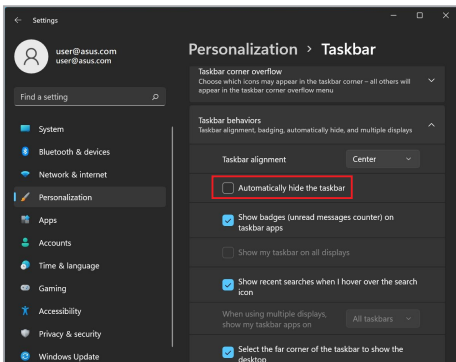 Settings
user@asus.com
user@asus.com
Find a setting
System
Bluetooth & devices
Network & internet
Personalization
Apps
Accounts
Time & language
Gaming
Accessibility
Privacy & security
Windows Update
Personalization > Taskbar
Taskbar corner overflow
Choose which icons may appear in the taskbar corner – all others will
appear in the taskbar corner overflow menu
Taskbar behaviors
Taskbar alignment, badging, automatically hide, and multiple displays
Taskbar alignment
Center
Automatically hide the taskbar
Show badges (unread messages counter) on
taskbar apps
Show my taskbar on all displays
Show recent searches when I hover over the search
icon
When using multiple displays,
show my taskbar apps on
All taskbars
Select the far corner of the taskbar to show the
desktop